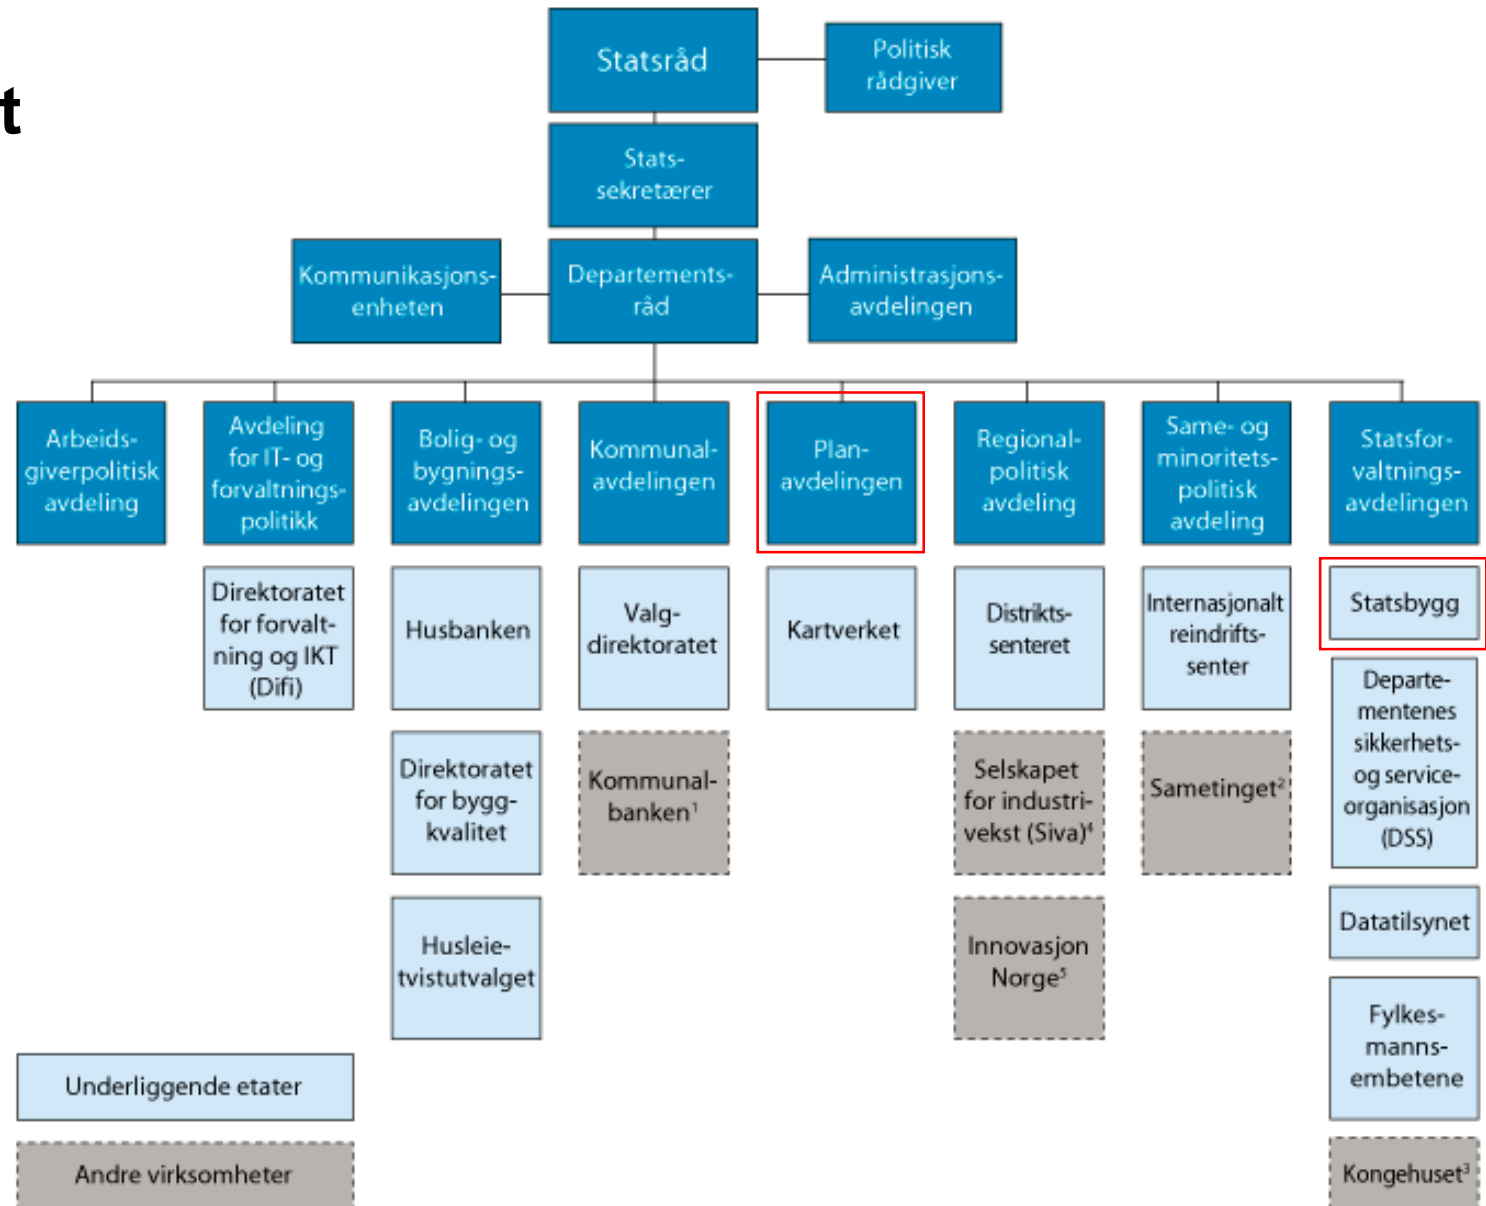 t
Statsråd
Politisk
rådgiver
Stats-
sekretærer
Kommunikasjons-
enheten
Departements-
råd
Administrasjons-
avdelingen
Arbeids-
giverpolitisk
avdeling
Avdeling
for IT- og
forvaltnings-
politikk
Bolig- og
bygnings-
avdelingen
Kommunal-
avdelingen
Plan-
avdelingen
Regional-
politisk
avdeling
Same- og
minoritets-
politisk
avdeling
Statsfor-
valtnings-
avdelingen
Direktoratet
for forvalt-
ning og IKT
(Difi)
Husbanken
Valg-
direktoratet
Kartverket
Distrikts-
senteret
Internasjonalt
reindrifts-
senter
Statsbygg
Departe-
mentenes
sikkerhets-
og service-
organisasjon
(DSS)
Direktoratet
for bygg-
kvalitet
Kommunal-
banken¹
Selskapet
for industri-
vekst (Siva)⁴
Sametinget²
Husleie-
tvistutvalget
Innovasjon
Norge⁵
Datatilsynet
Fylkes-
manns-
embetene
Kongehuset³
Underliggende etater
Andre virksomheter